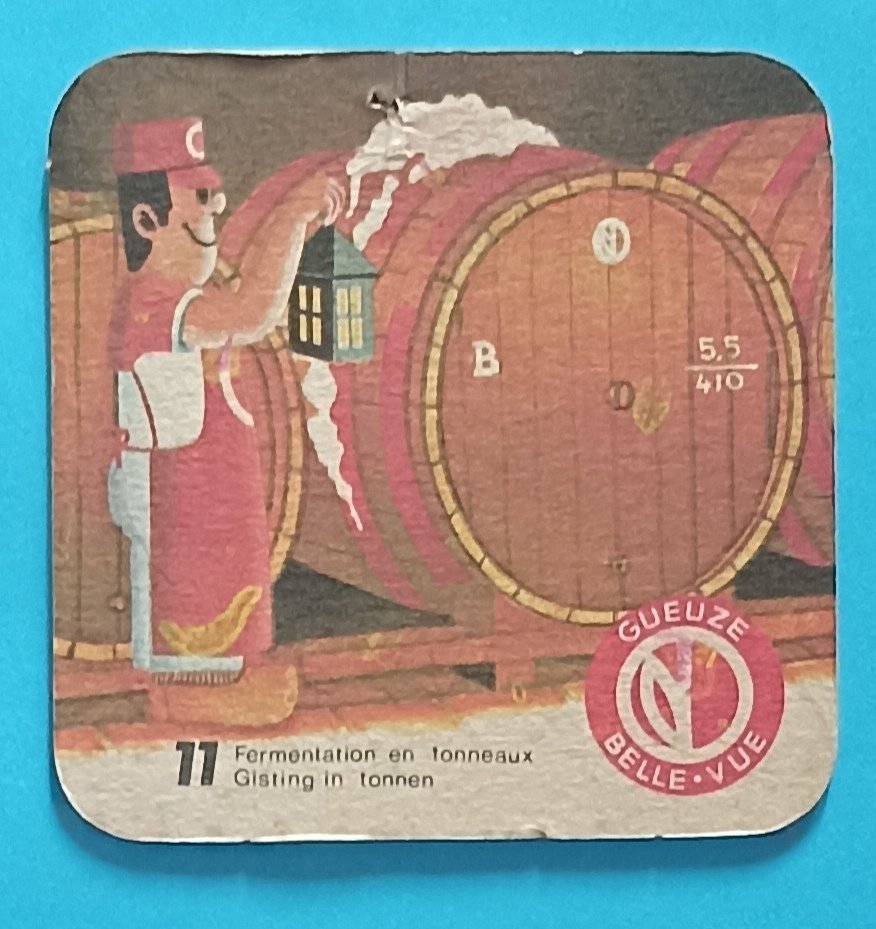 B
5,5
410
GUEUZE
BELLE • VUE
11
Fermentation en tonneaux
Gisting in tonnen